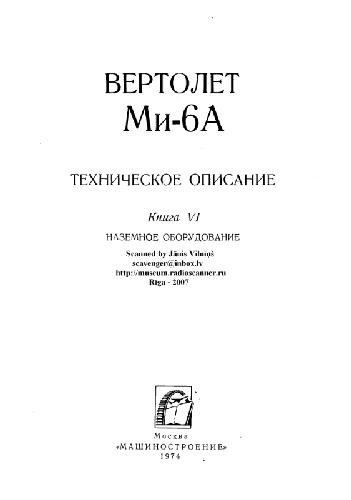 ВЕРТОЛЕТ
Ми-6А
ТЕХНИЧЕСКОЕ ОПИСАНИЕ
Книга VI
НАЗЕМНОЕ ОБОРУДОВАНИЕ
Scanned by Jānis Vilniņš
scavenger@inbox.lv
http://museum.radioscanner.ru
Rīga - 2007
Москва
«МАШИНОСТРОЕНИЕ»
1974